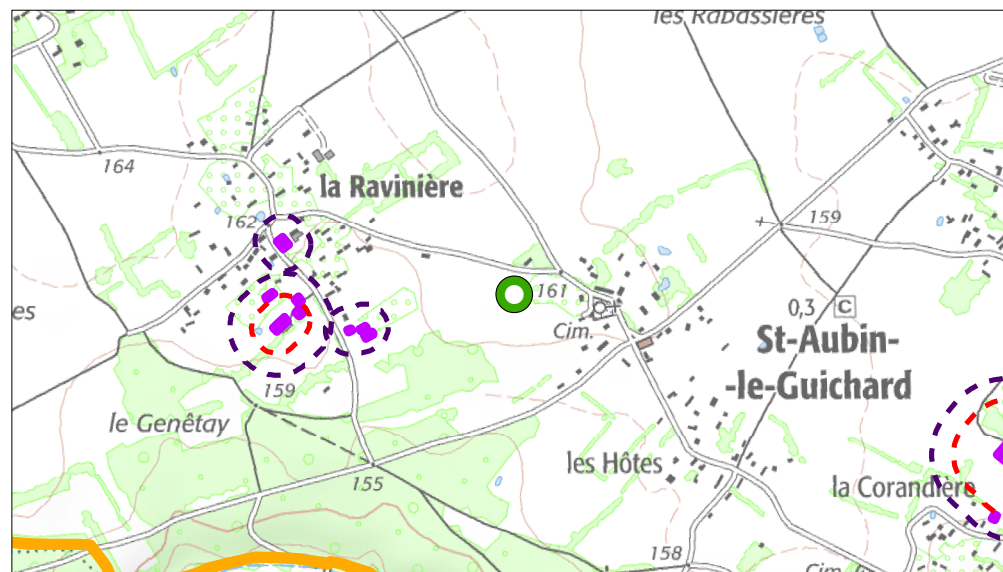 les Rabassières
164
la Ravinière
162
159
161
0,3 C
es
Cim.
St-Aubin-
-le-Guichard
159
le Genêtay
les Hôtes
155
la Corandière
158
Cim.